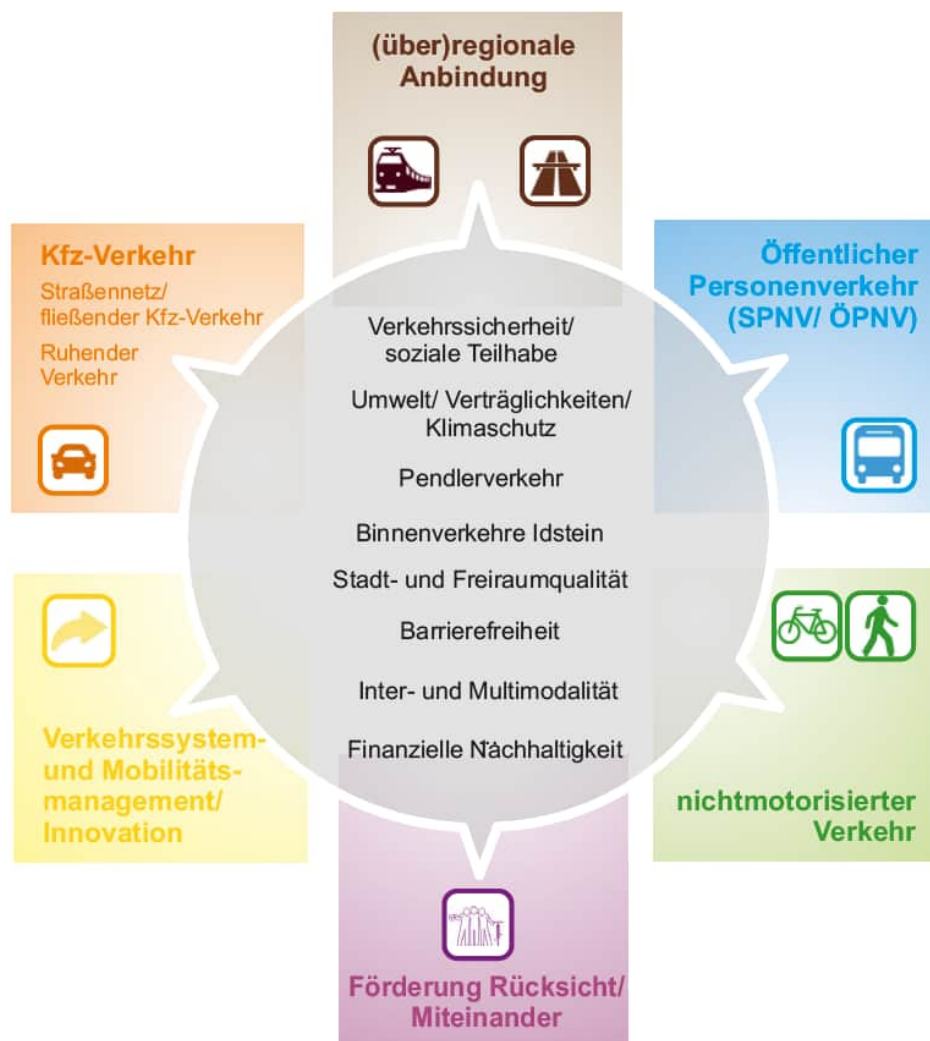 (über)regionale
Anbindung
Kfz-Verkehr
Straßennetz/
fließender Kfz-Verkehr
Ruhender
Verkehr
Öffentlicher
Personenverkehr
(SPNV/ ÖPNV)
Verkehrssicherheit/
soziale Teilhabe
Umwelt/ Verträglichkeiten/
Klimaschutz
Pendlerverkehr
Binnenverkehre Idstein
Stadt- und Freiraumqualität
Barrierefreiheit
Inter- und Multimodalität
Finanzielle Nachhaltigkeit
Verkehrssystem-
und Mobilitäts-
management/
Innovation
nichtmotorisierter
Verkehr
Förderung Rücksicht/
Miteinander